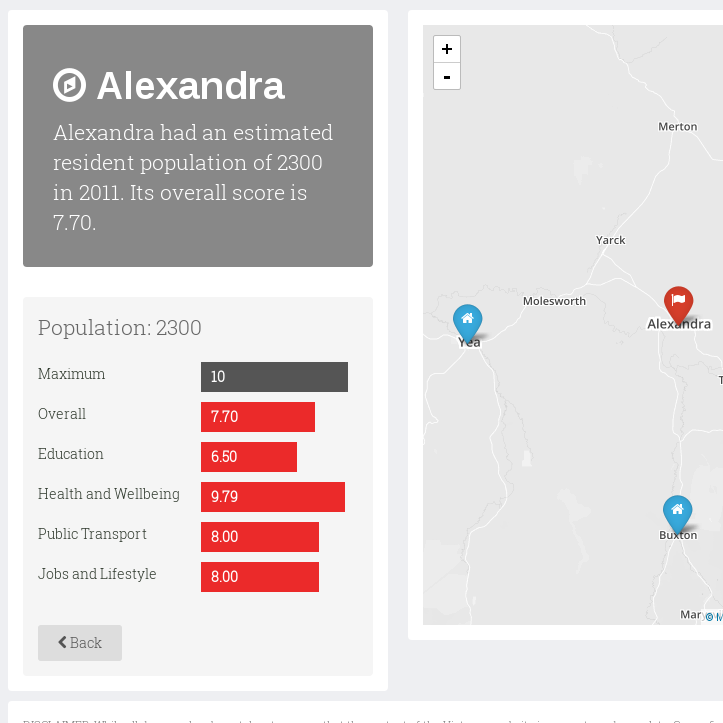 Alexandra
Alexandra had an estimated
resident population of 2300
in 2011. Its overall score is
7.70.
Population: 2300
Maximum 10
Overall 7.70
Education 6.50
Health and Wellbeing 9.79
Public Transport 8.00
Jobs and Lifestyle 8.00
Back
+
-
Merton
Yarck
Molesworth
Alexandra
Yea
Buxton
©